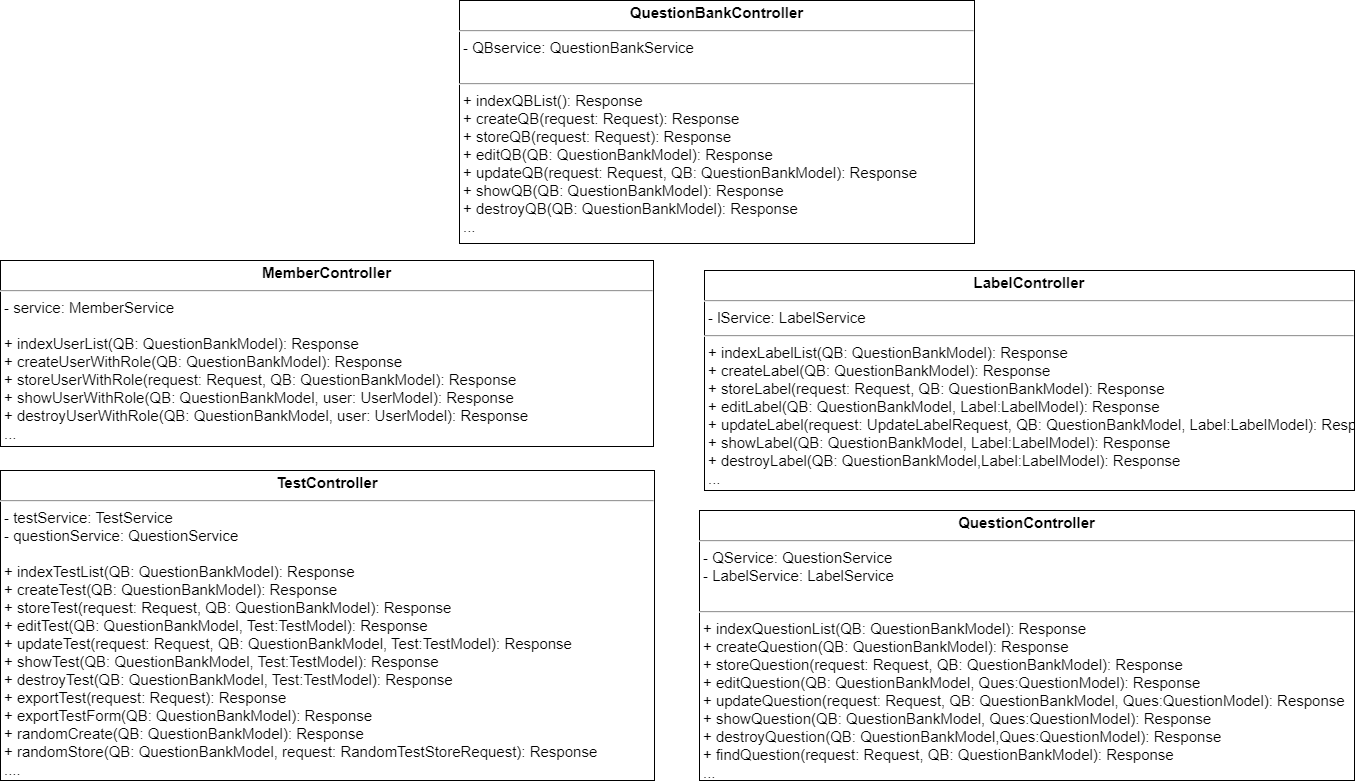 QuestionBankController
- QBservice: QuestionBankService
+ indexQBList(): Response
+ createQB(request: Request): Response
+ storeQB(request: Request): Response
+ editQB(QB: QuestionBankModel): Response
+ updateQB(request: Request, QB: QuestionBankModel): Response
+ showQB(QB: QuestionBankModel): Response
+ destroyQB(QB: QuestionBankModel): Response
...
MemberController
- service: MemberService
+ indexUserList(QB: QuestionBankModel): Response
+ createUserWithRole(QB: QuestionBankModel): Response
+ storeUserWithRole(request: Request, QB: QuestionBankModel): Response
+ showUserWithRole(QB: QuestionBankModel, user: UserModel): Response
+ destroyUserWithRole(QB: QuestionBankModel, user: UserModel): Response
...
LabelController
- lService: LabelService
+ indexLabelList(QB: QuestionBankModel): Response
+ createLabel(QB: QuestionBankModel): Response
+ storeLabel(request: Request, QB: QuestionBankModel): Response
+ editLabel(QB: QuestionBankModel, Label:LabelModel): Response
+ updateLabel(request: UpdateLabelRequest, QB: QuestionBankModel, Label:LabelModel): Resp
+ showLabel(QB: QuestionBankModel, Label:LabelModel): Response
+ destroyLabel(QB: QuestionBankModel,Label:LabelModel): Response
...
TestController
- testService: TestService
- questionService: QuestionService
+ indexTestList(QB: QuestionBankModel): Response
+ createTest(QB: QuestionBankModel): Response
+ storeTest(request: Request, QB: QuestionBankModel): Response
+ editTest(QB: QuestionBankModel, Test:TestModel): Response
+ updateTest(request: Request, QB: QuestionBankModel, Test:TestModel): Response
+ showTest(QB: QuestionBankModel, Test:TestModel): Response
+ destroyTest(QB: QuestionBankModel, Test:TestModel): Response
+ exportTest(request: Request): Response
+ exportTestForm(QB: QuestionBankModel): Response
+ randomCreate(QB: QuestionBankModel): Response
+ randomStore(QB: QuestionBankModel, request: RandomTestStoreRequest): Response
....
QuestionController
- QService: QuestionService
- LabelService: LabelService
+ indexQuestionList(QB: QuestionBankModel): Response
+ createQuestion(QB: QuestionBankModel): Response
+ storeQuestion(request: Request, QB: QuestionBankModel): Response
+ editQuestion(QB: QuestionBankModel, Ques:QuestionModel): Response
+ updateQuestion(request: Request, QB: QuestionBankModel, Ques:QuestionModel): Response
+ showQuestion(QB: QuestionBankModel, Ques:QuestionModel): Response
+ destroyQuestion(QB: QuestionBankModel,Ques:QuestionModel): Response
+ findQuestion(request: Request, QB: QuestionBankModel): Response
...